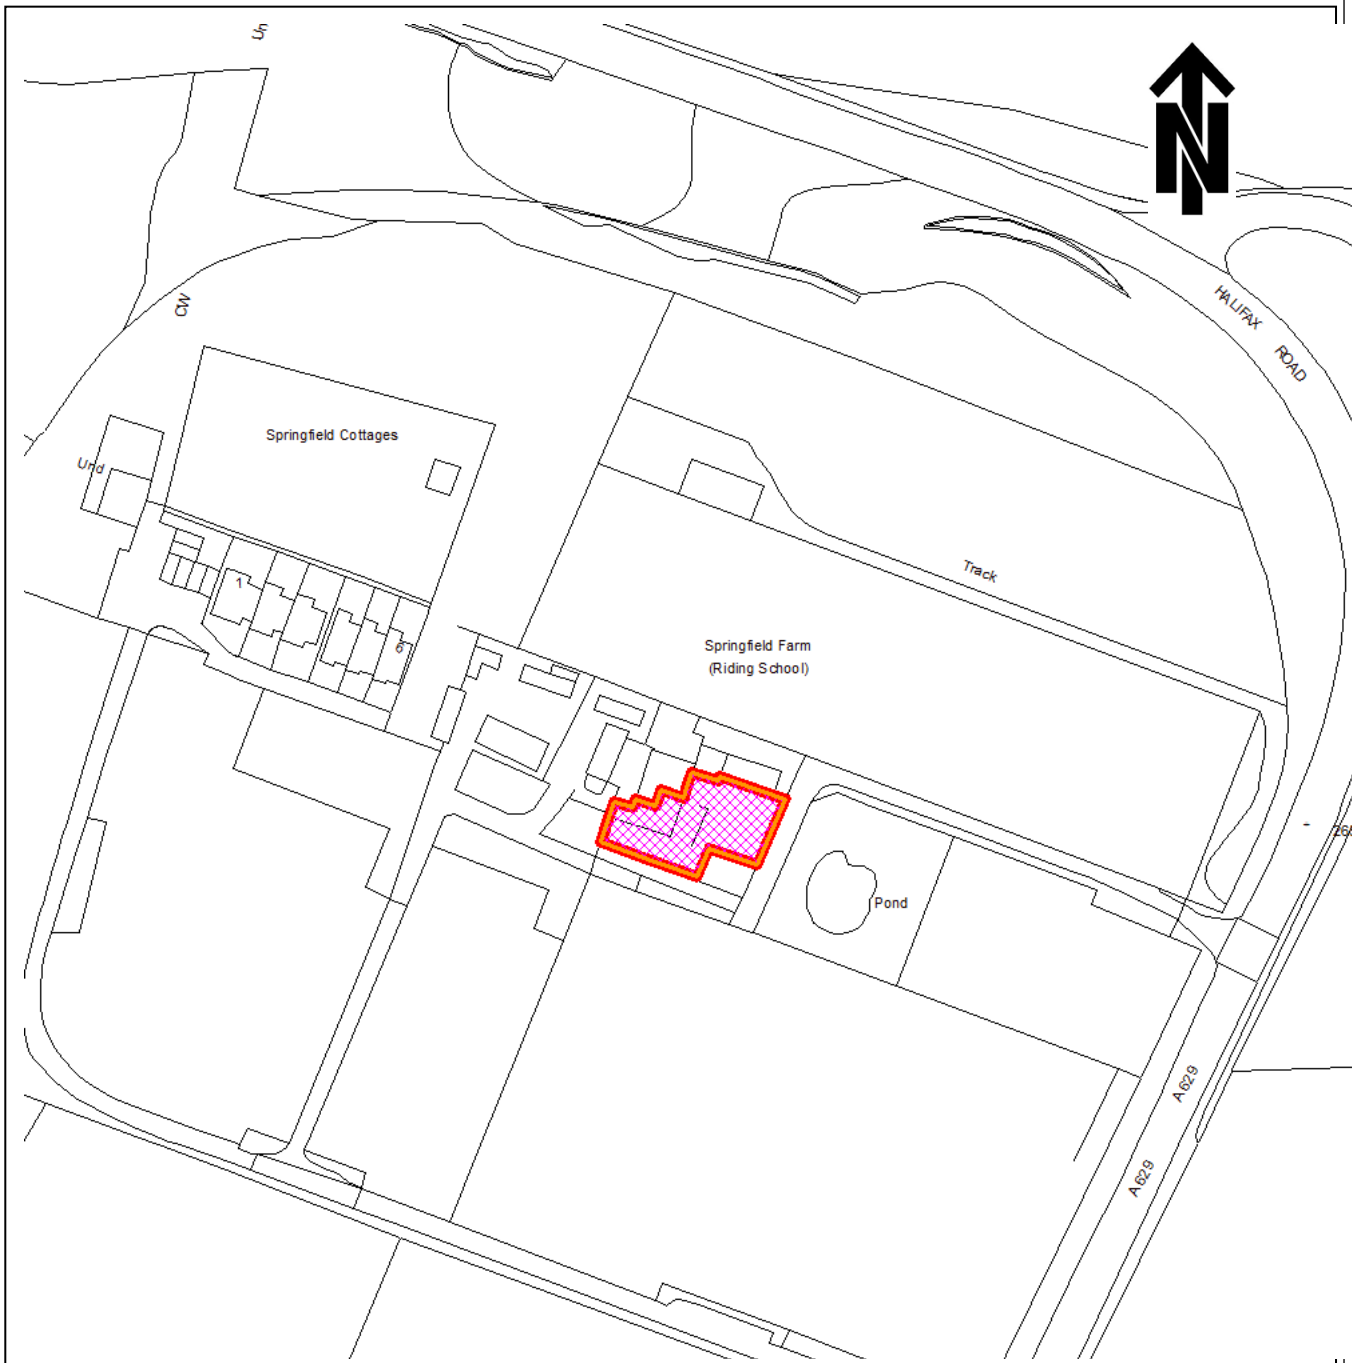 Un
N
HALIFAX ROAD
CW
Springfield Cottages
Und
Track
1
6
Springfield Farm
(Riding School)
Pond
A629
A629